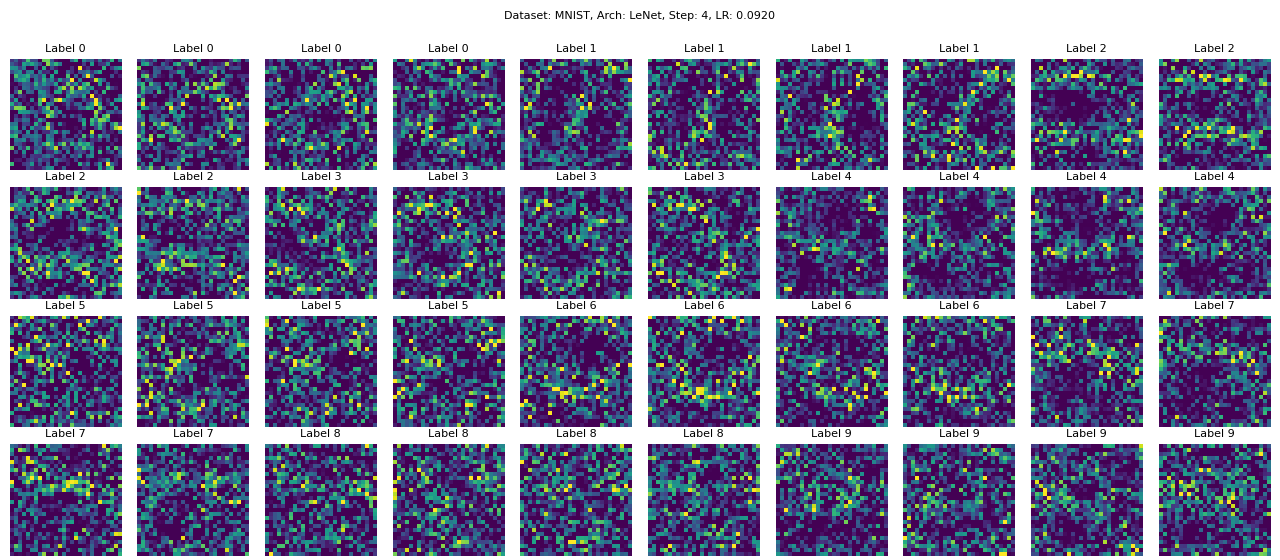 Dataset: MNIST, Arch: LeNet, Step: 4, LR: 0.0920
Label 0 Label 0 Label 0 Label 0 Label 1 Label 1 Label 1 Label 1 Label 2 Label 2
Label 2 Label 2 Label 3 Label 3 Label 3 Label 3 Label 4 Label 4 Label 4 Label 4
Label 5 Label 5 Label 5 Label 5 Label 6 Label 6 Label 6 Label 6 Label 7 Label 7
Label 7 Label 7 Label 8 Label 8 Label 8 Label 8 Label 9 Label 9 Label 9 Label 9